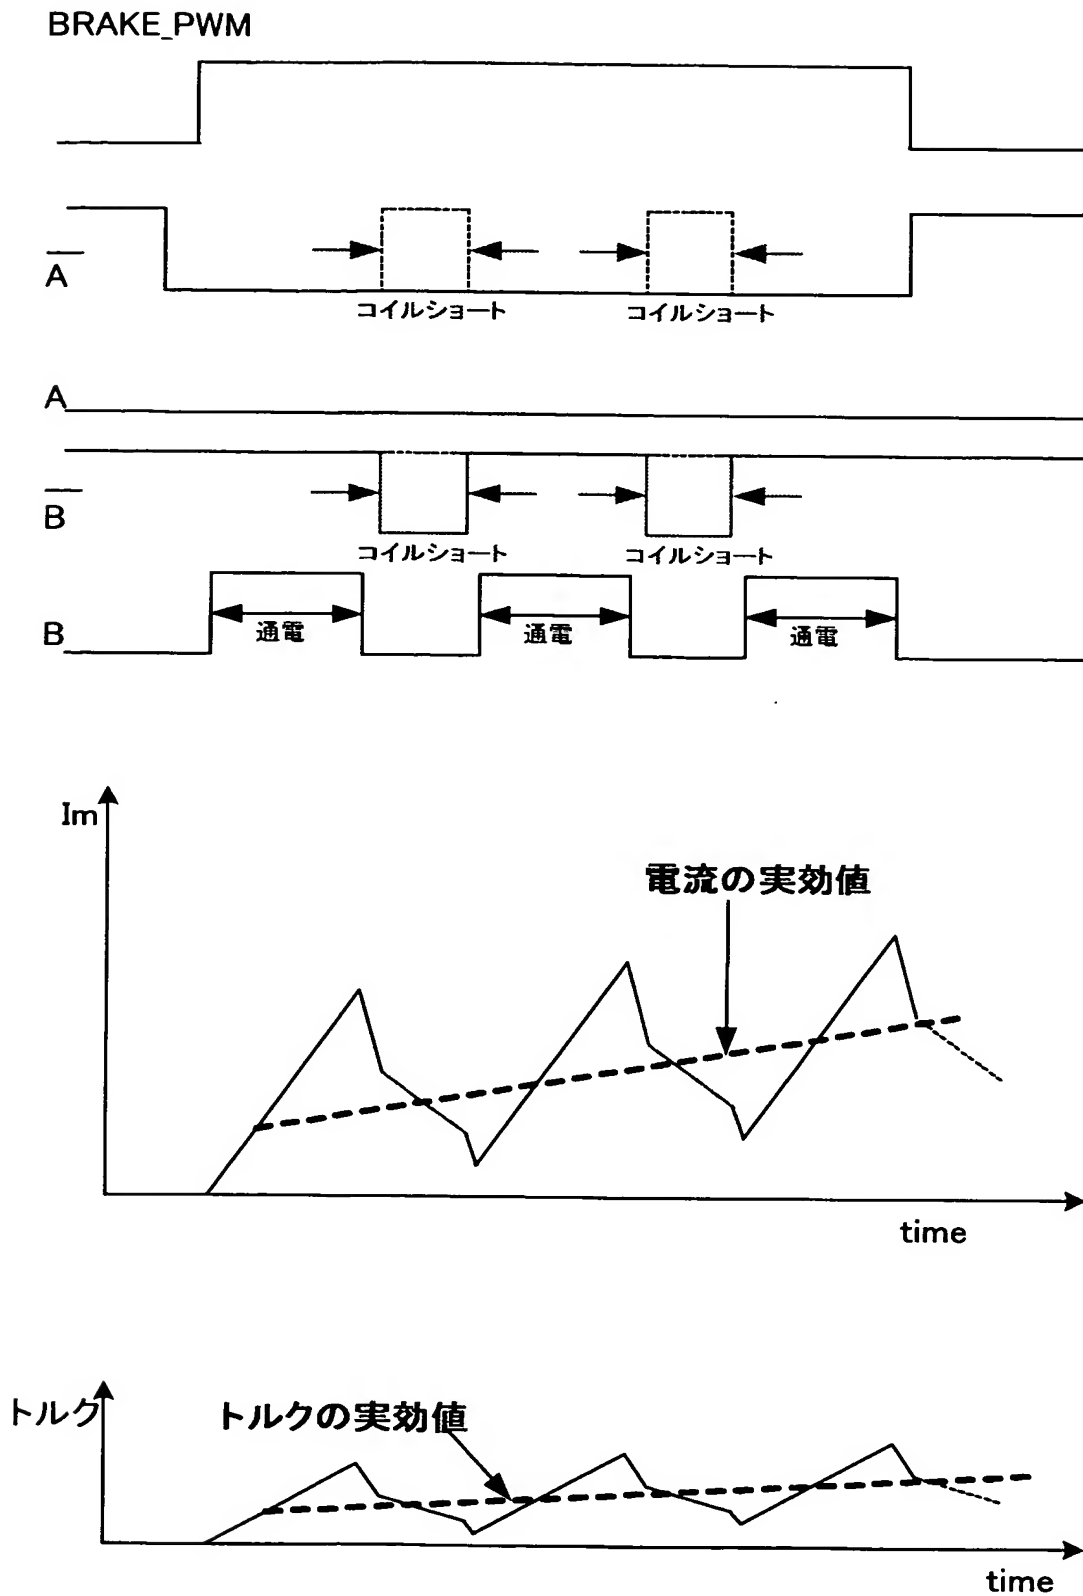 BRAKE_PWM
A̅
コイルショート コイルショート
A
B̅
コイルショート コイルショート
B 通電 通電 通電
Im
電流の実効値
time
トルク トルクの実効値
time